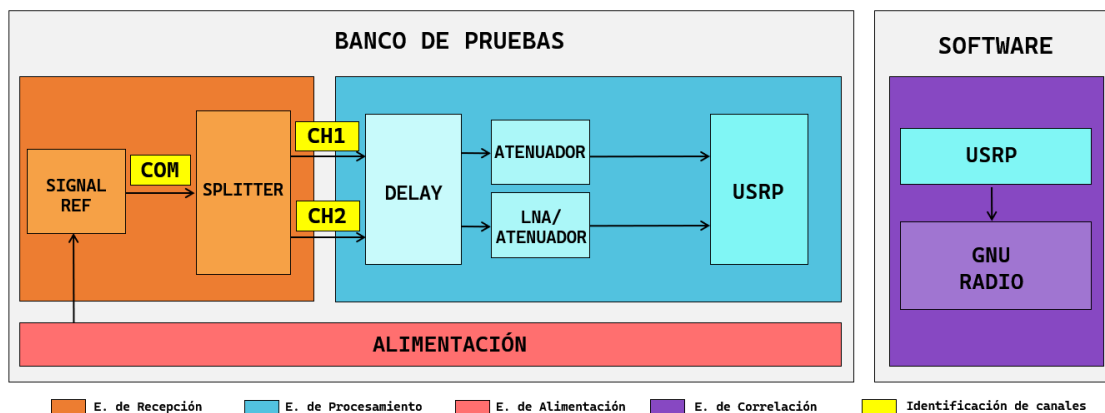 BANCO DE PRUEBAS
SOFTWARE
SIGNAL
REF
COM
SPLITTER
CH1
CH2
DELAY
ATENUADOR
LNA/
ATENUADOR
USRP
USRP
GNU
RADIO
ALIMENTACIÓN
E. de Recepción
E. de Procesamiento
E. de Alimentación
E. de Correlación
Identificación de canales